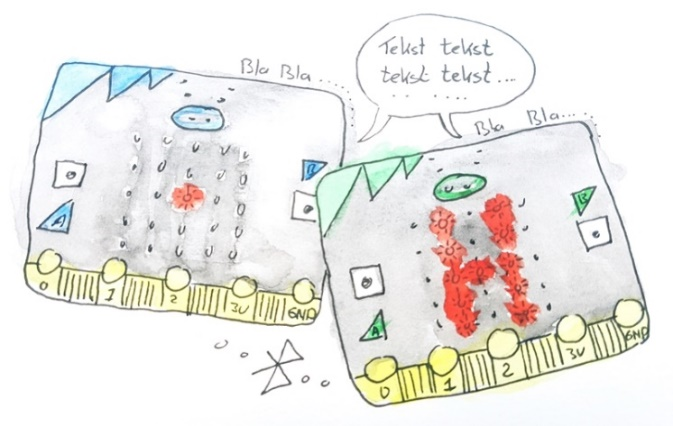 Bla Bla.....
Tekst tekst
tekst tekst...
Bla Bla....
B
A
0 1 2 3V GND
B
A
0 1 2 3V GND